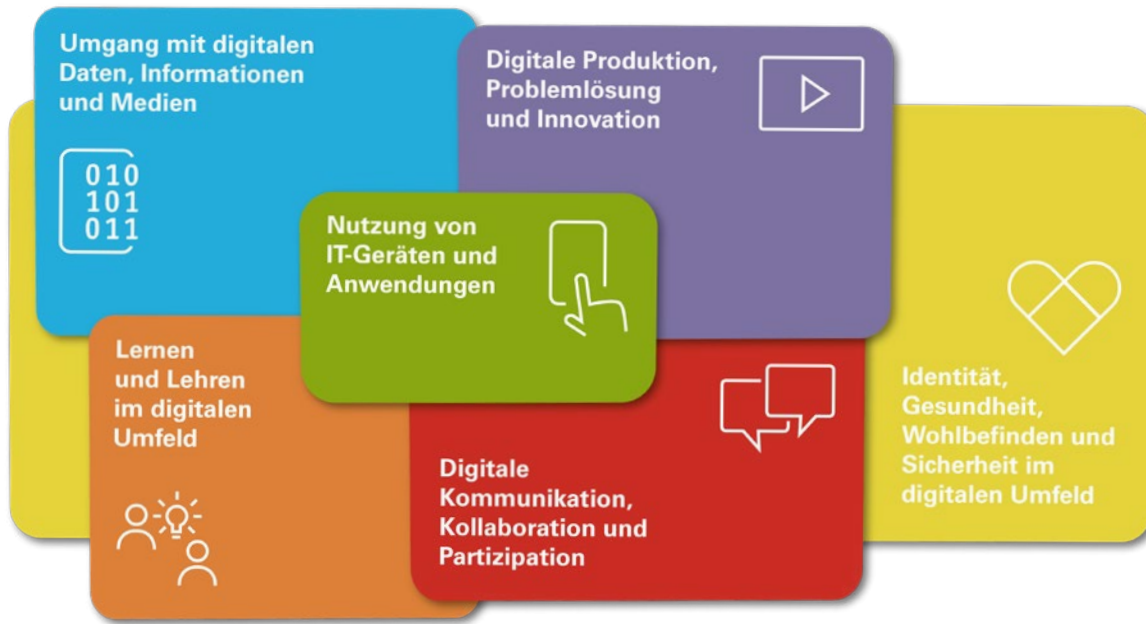 Umgang mit digitalen
Daten, Informationen
und Medien
010
101
011
Digitale Produktion,
Problemlösung
und Innovation
Nutzung von
IT-Geräten und
Anwendungen
Lernen
und Lehren
im digitalen
Umfeld
Digitale
Kommunikation,
Kollaboration und
Partizipation
Identität,
Gesundheit,
Wohlbefinden und
Sicherheit im
digitalen Umfeld